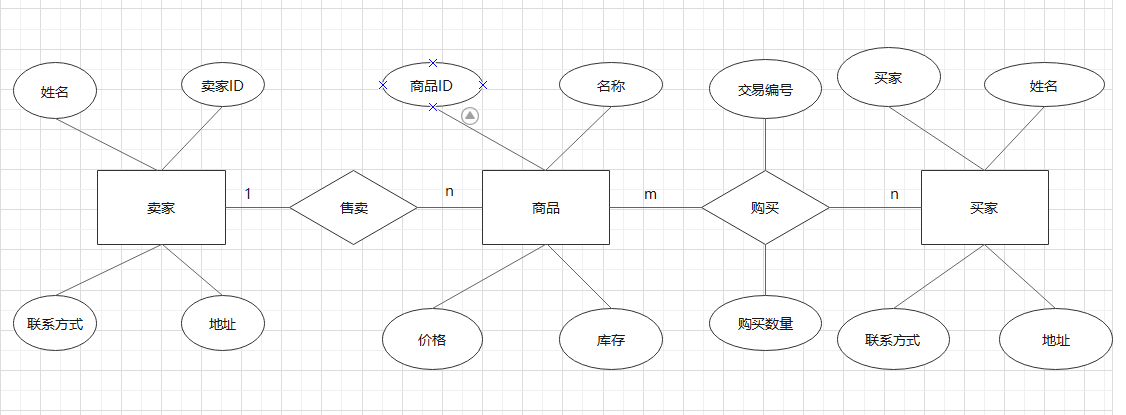 姓名
卖家ID
商品ID
名称
交易编号
买家
姓名
卖家
1
售卖
n
商品
m
购买
n
买家
联系方式
地址
价格
库存
购买数量
联系方式
地址